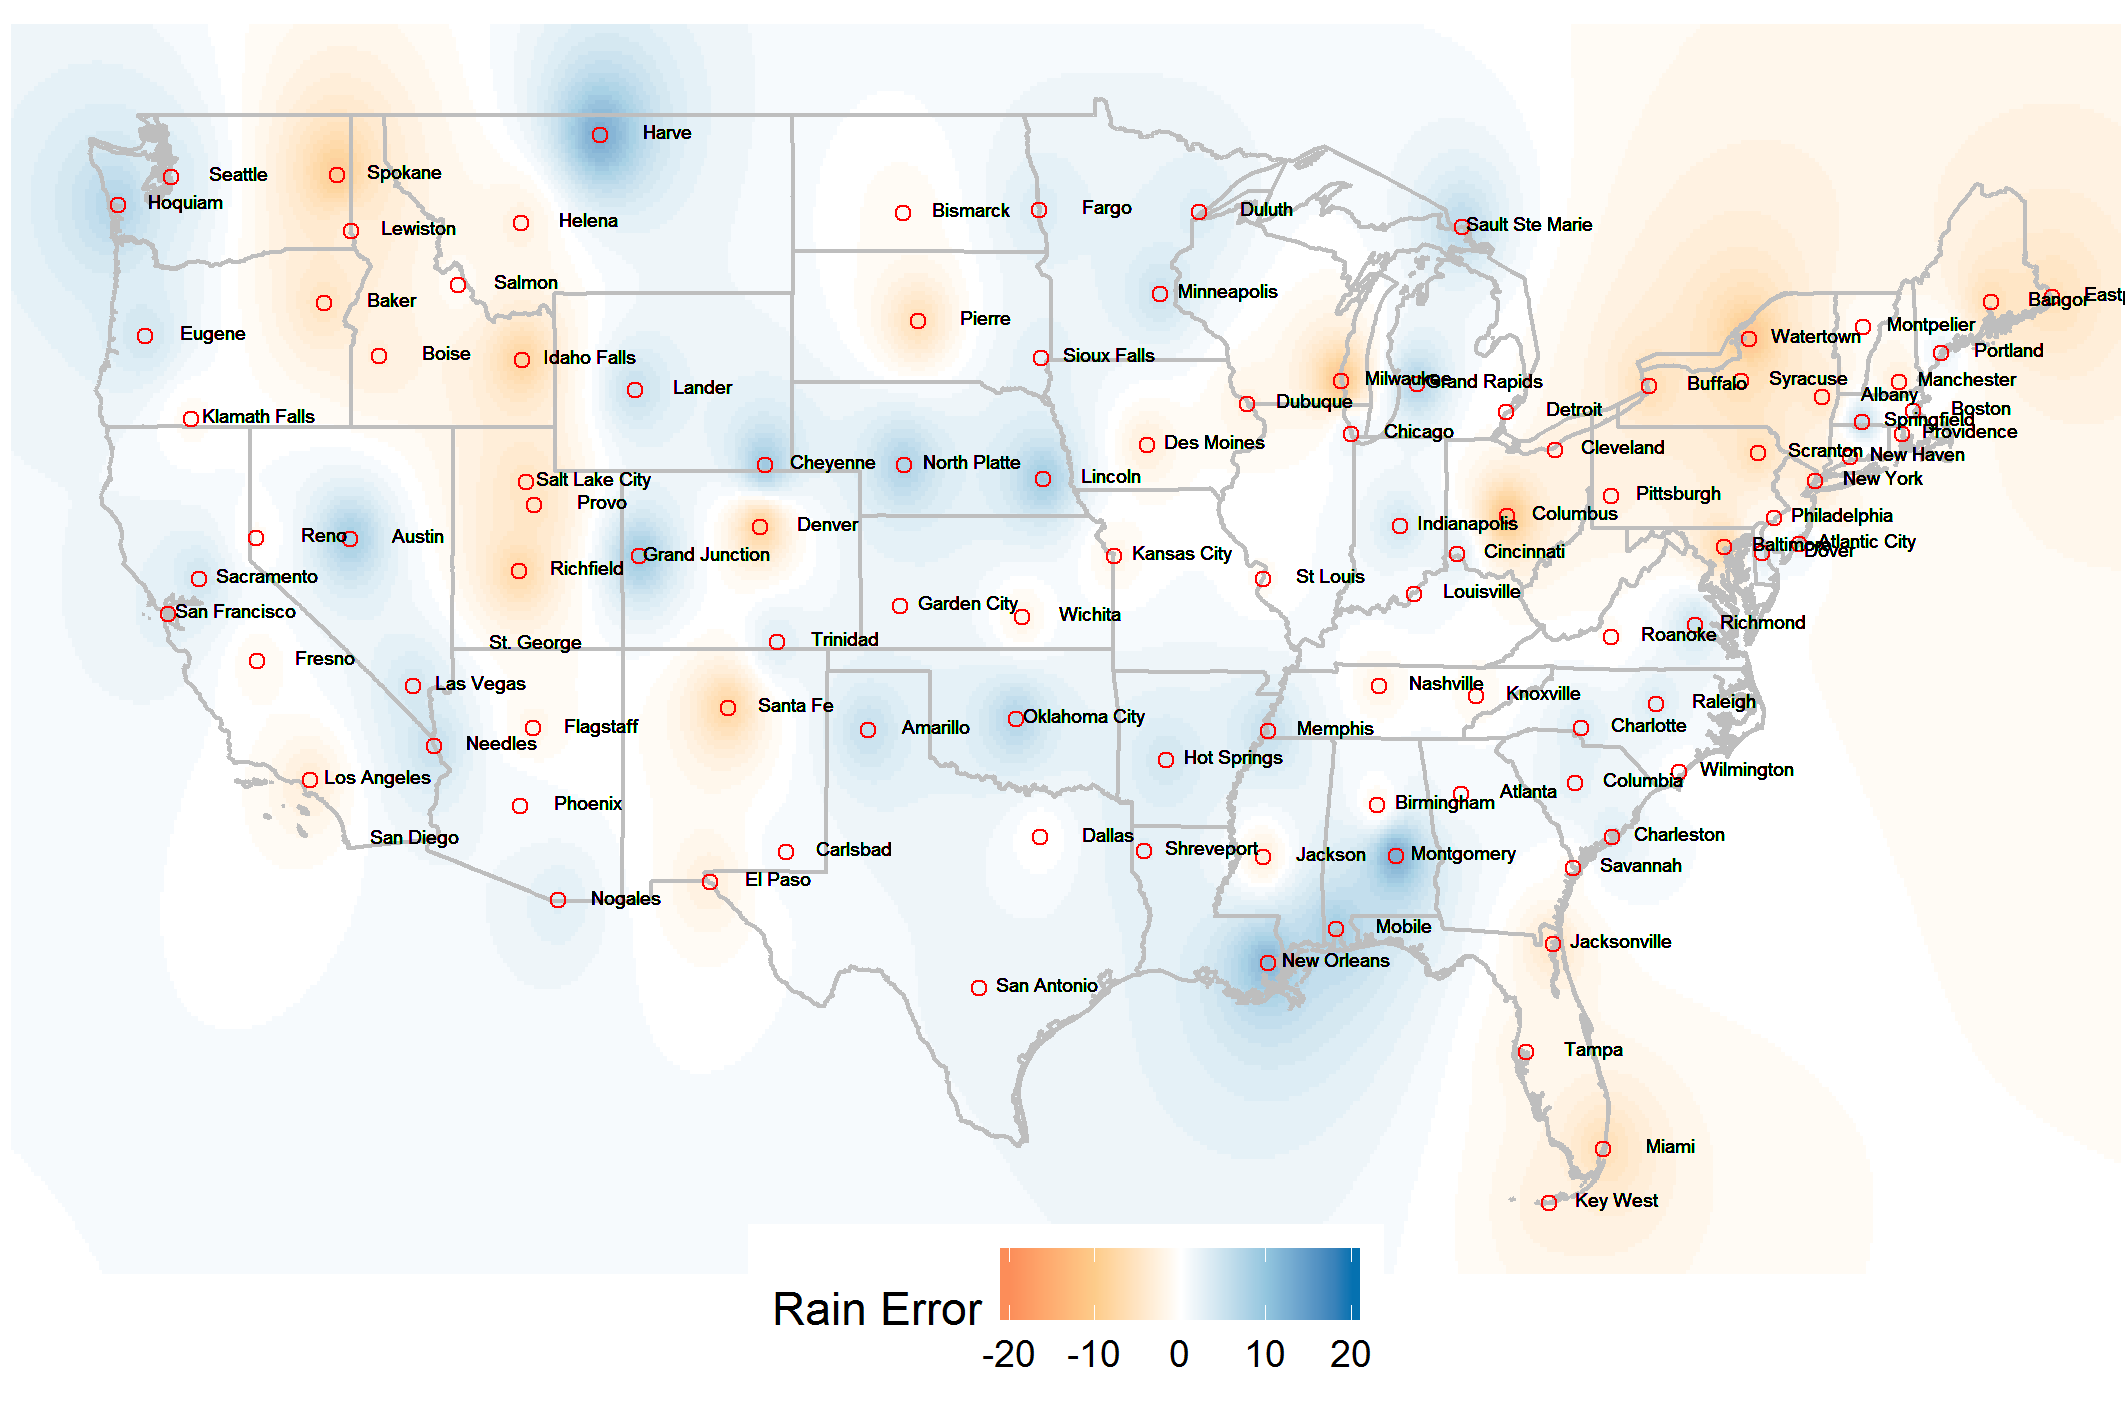 Harve
Seattle
Spokane
Hoquiam
Bismarck
Fargo
Duluth
Helena
Sault Ste Marie
Lewiston
Salmon
Minneapolis
Baker
Bangor
Eastp
Pierre
Montpelier
Eugene
Watertown
Portland
Boise
Idaho Falls
Sioux Falls
Milwaukee
Grand Rapids
Buffalo
Syracuse
Manchester
Lander
Dubuque
Detroit
Albany
Boston
Klamath Falls
Springfield
Chicago
Providence
Des Moines
Cleveland
Scranton
New Haven
Cheyenne
North Platte
Lincoln
Salt Lake City
New York
Provo
Pittsburgh
Columbus
Philadelphia
Denver
Indianapolis
Reno
Austin
Baltimore
Atlantic City
Dover
Grand Junction
Kansas City
Cincinnati
Richfield
Sacramento
St Louis
Louisville
San Francisco
Garden City
Wichita
Richmond
St. George
Trinidad
Roanoke
Fresno
Las Vegas
Nashville
Knoxville
Santa Fe
Raleigh
Flagstaff
Amarillo
Oklahoma City
Memphis
Charlotte
Needles
Hot Springs
Los Angeles
Wilmington
Columbia
Phoenix
Birmingham
Atlanta
San Diego
Dallas
Charleston
Carlsbad
Shreveport
Jackson
Montgomery
Savannah
El Paso
Nogales
Mobile
Jacksonville
New Orleans
San Antonio
Tampa
Miami
Key West
Rain Error
-20 -10 0 10 20